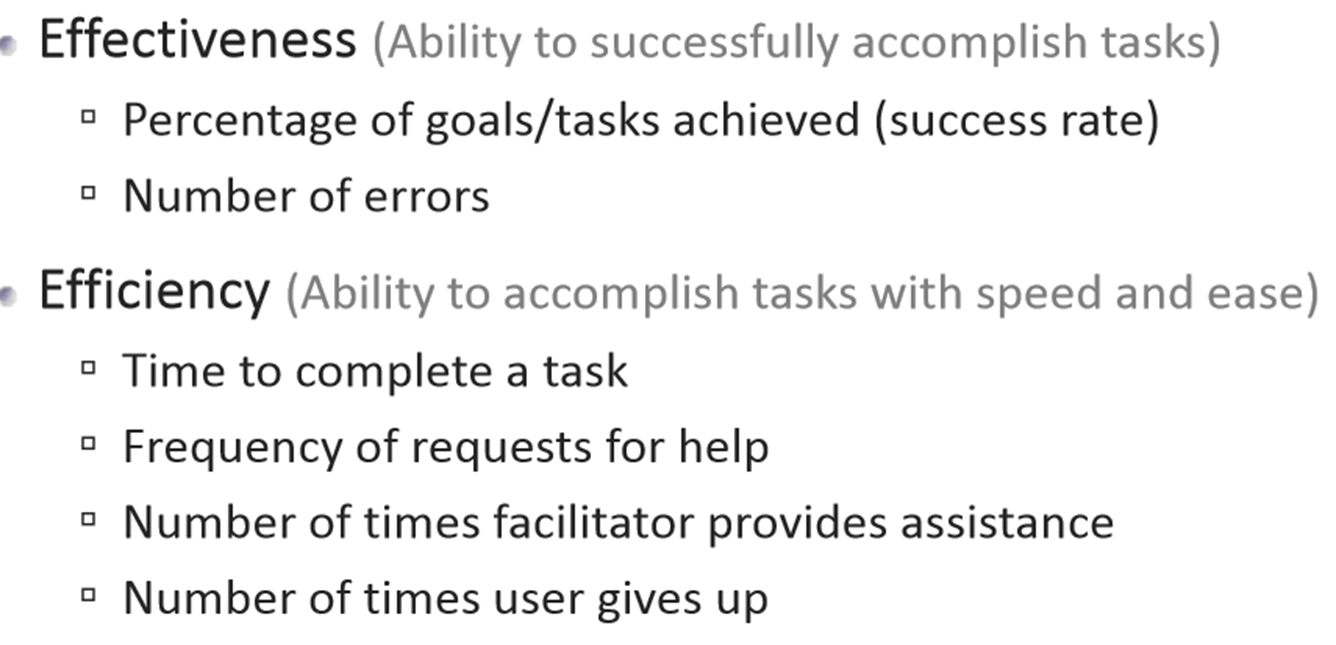 Effectiveness (Ability to successfully accomplish tasks)
Percentage of goals/tasks achieved (success rate)
Number of errors
Efficiency (Ability to accomplish tasks with speed and ease)
Time to complete a task
Frequency of requests for help
Number of times facilitator provides assistance
Number of times user gives up